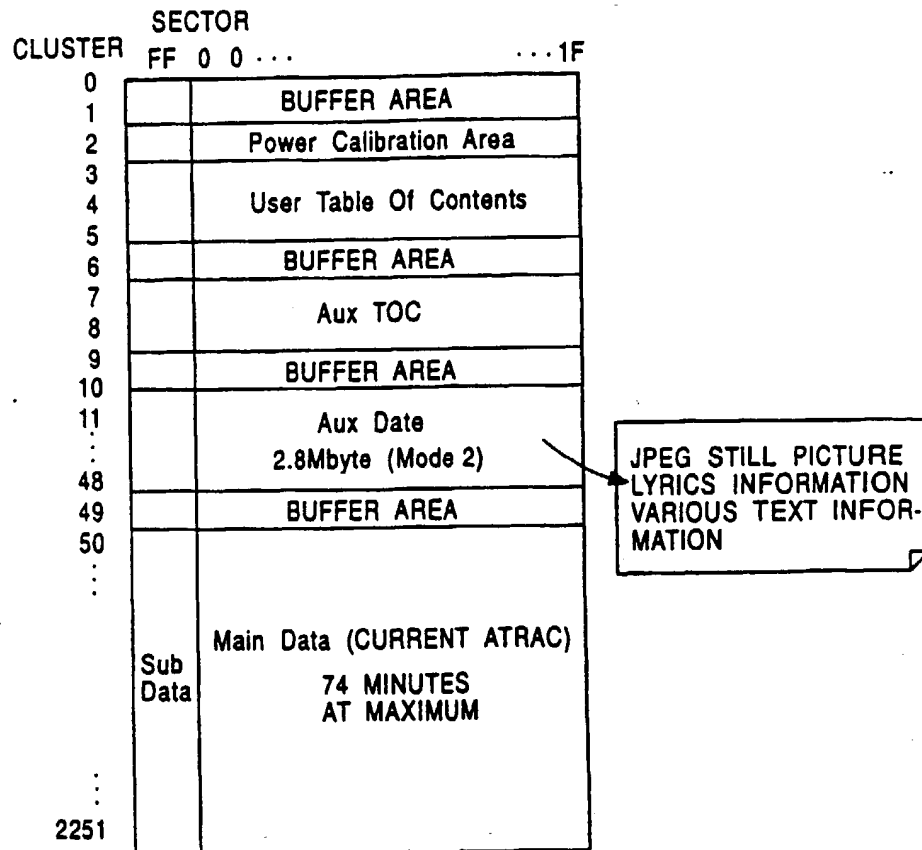 SECTOR
CLUSTER FF 0 0 ... ...1F
0
1 BUFFER AREA
2 Power Calibration Area
3
4 User Table Of Contents
5
6 BUFFER AREA
7
8 Aux TOC
9 BUFFER AREA
10
11 Aux Date
:
2.8Mbyte (Mode 2)
48
49 BUFFER AREA
50
:
JPEG STILL PICTURE
LYRICS INFORMATION
VARIOUS TEXT INFOR-
MATION
Main Data (CURRENT ATRAC)
Sub
Data
74 MINUTES
AT MAXIMUM
:
2251